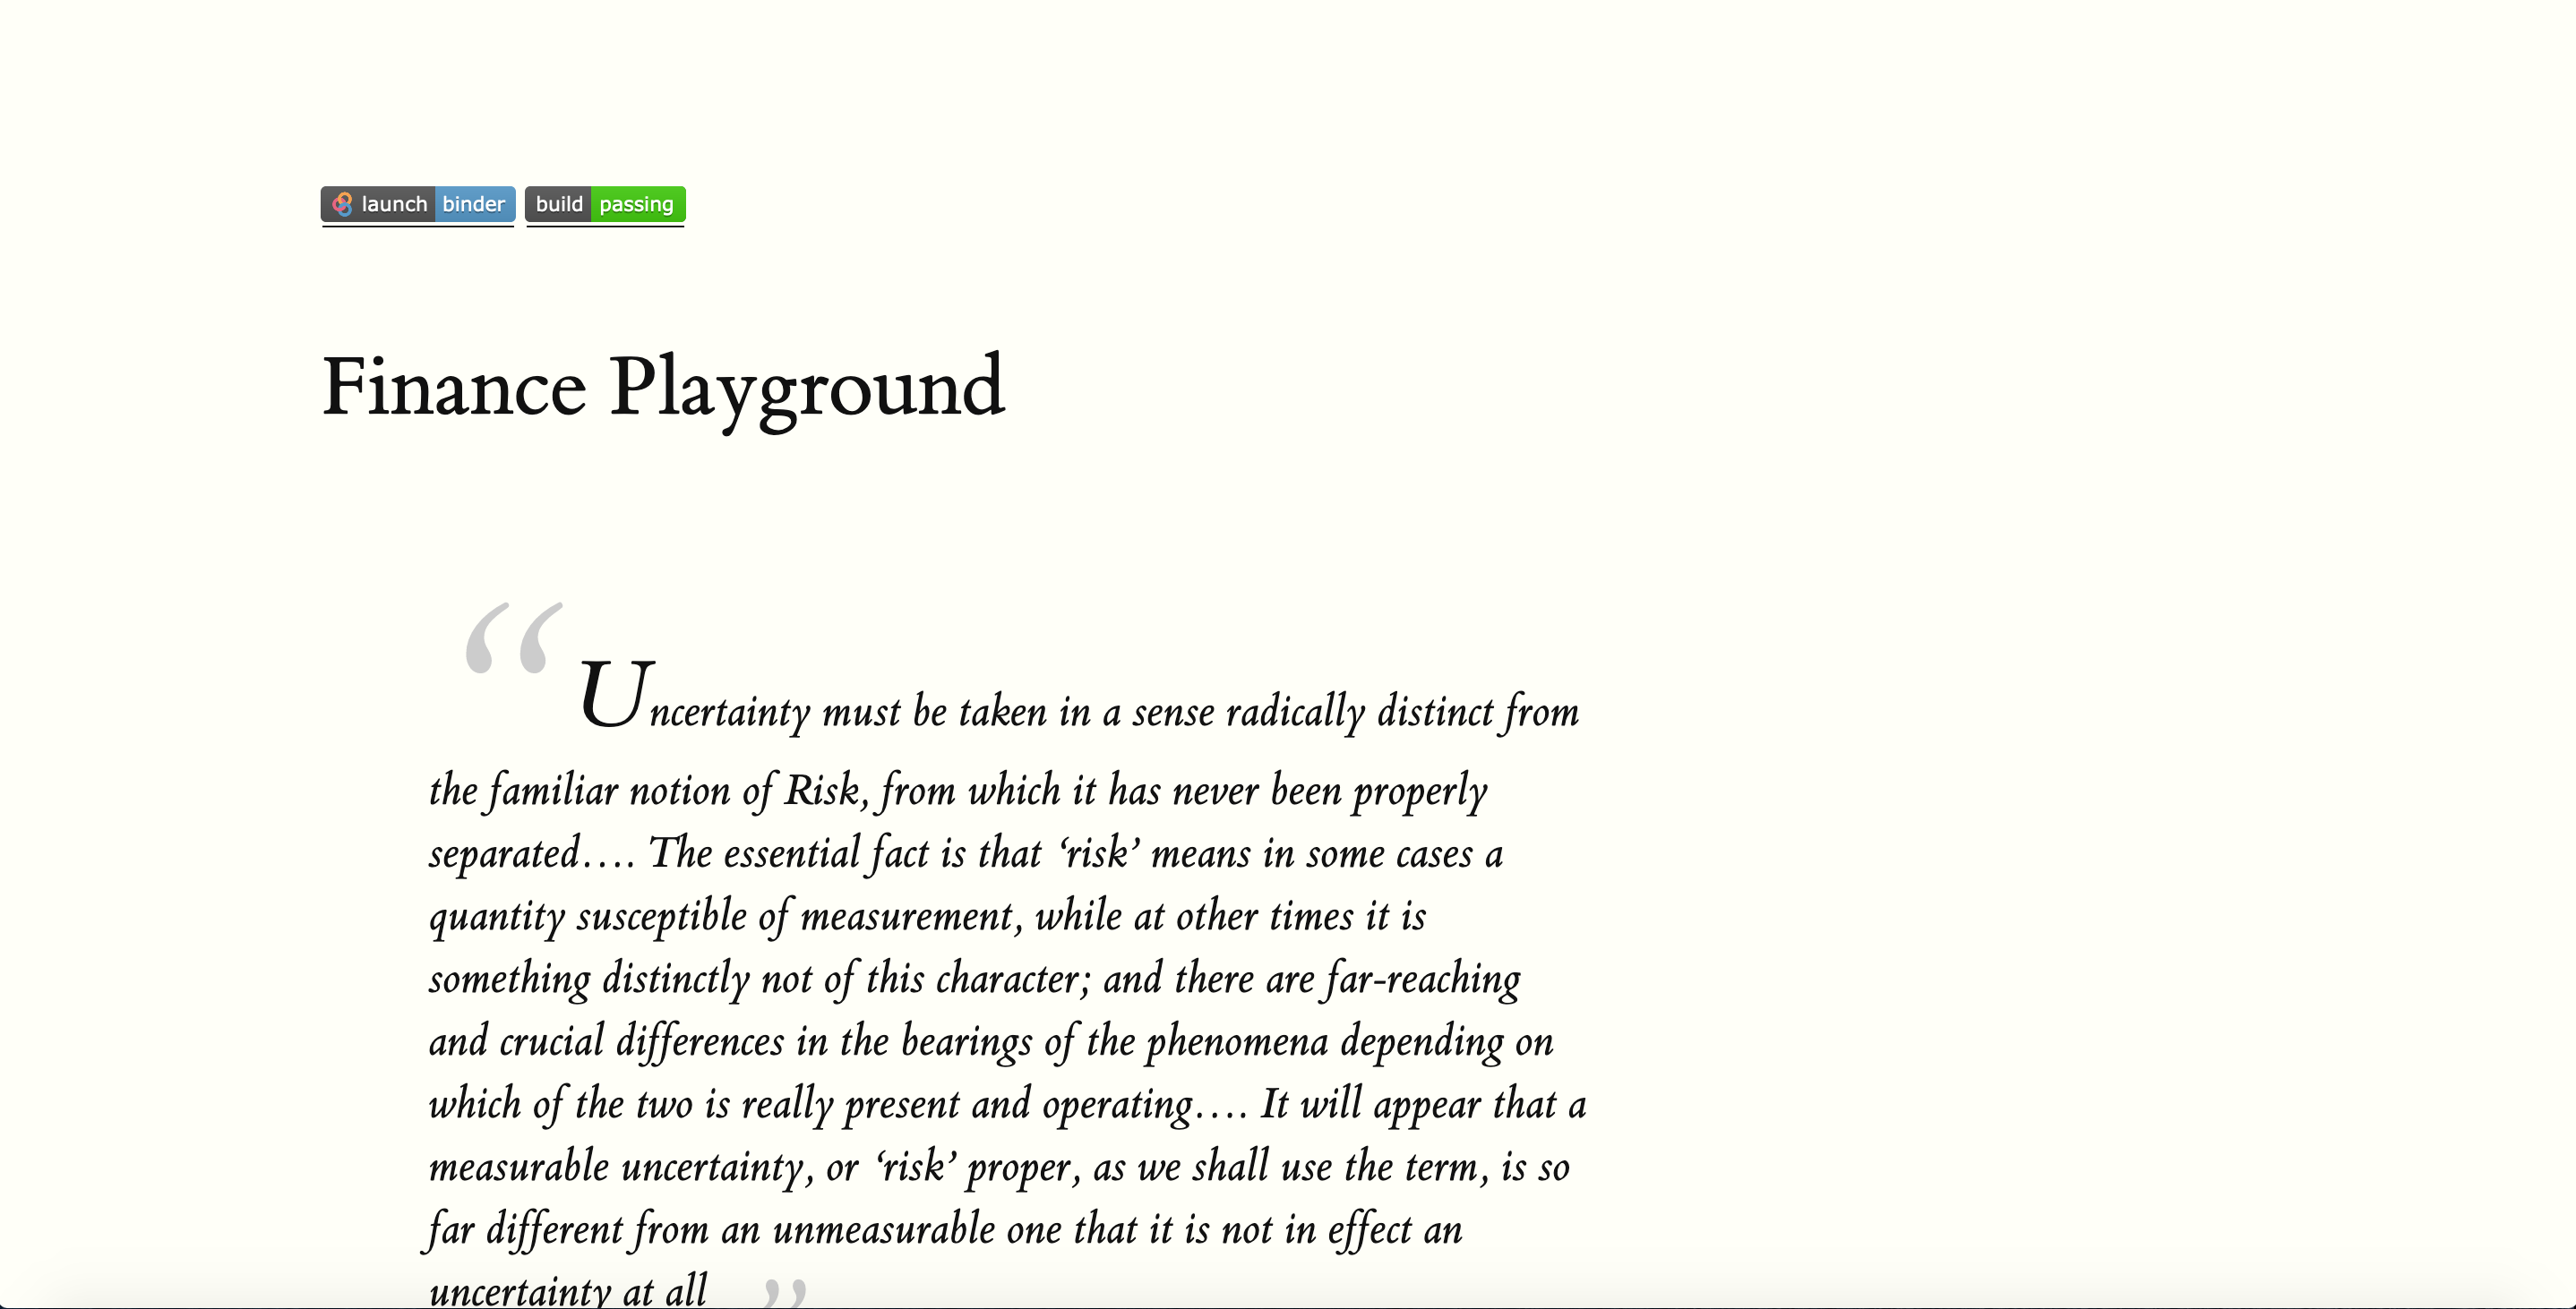 launch binder build passing
Finance Playground
“Uncertainty must be taken in a sense radically distinct from
the familiar notion of Risk, from which it has never been properly
separated.... The essential fact is that ‘risk’ means in some cases a
quantity susceptible of measurement, while at other times it is
something distinctly not of this character; and there are far-reaching
and crucial differences in the bearings of the phenomena depending on
which of the two is really present and operating.... It will appear that a
measurable uncertainty, or ‘risk’ proper, as we shall use the term, is so
far different from an unmeasurable one that it is not in effect an
uncertainty at all ”